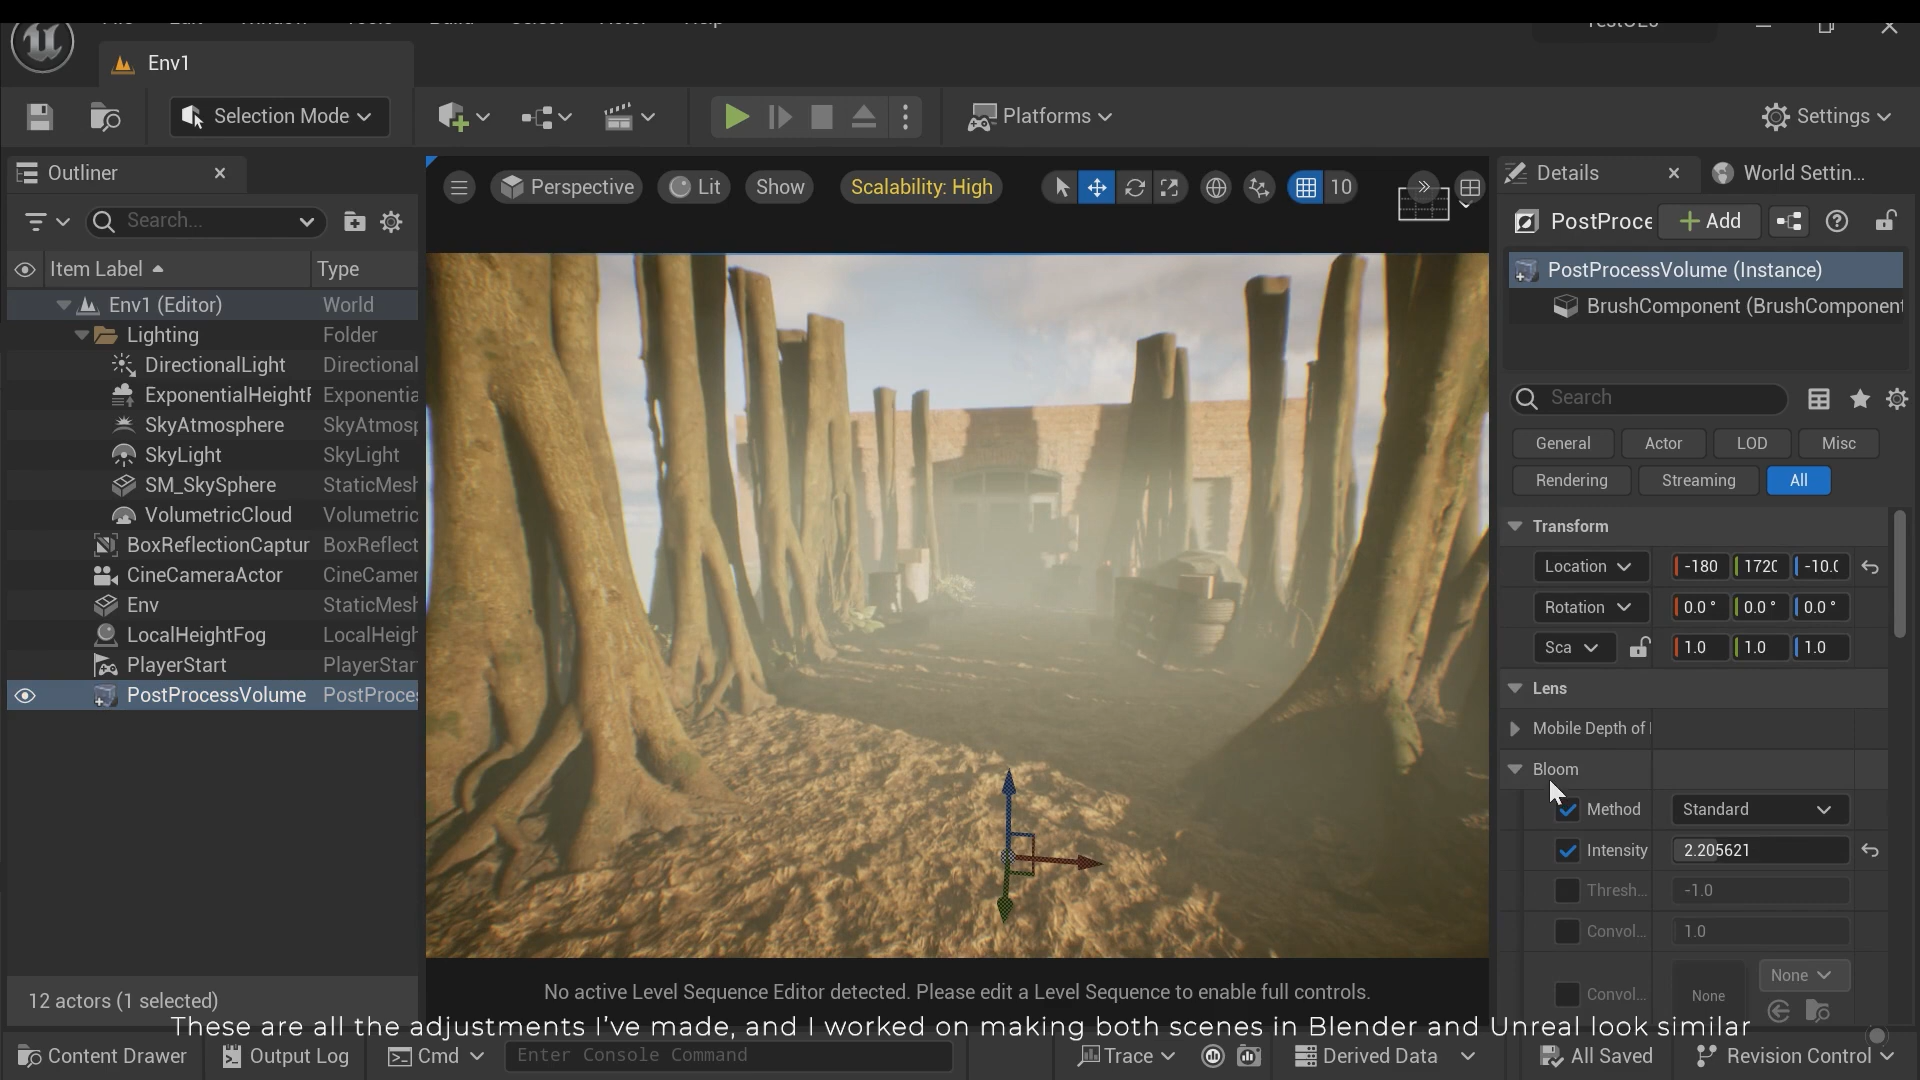 Env1
Selection Mode
Platforms
Settings
Outliner
Perspective
Lit
Show
Scalability: High
10
Details
World Settin...
Search...
PostProce
Add
Item Label
Type
PostProcessVolume (Instance)
BrushComponent (BrushComponent
Env1 (Editor) World
Lighting Folder
DirectionalLight Directional
ExponentialHeightF Exponentia
SkyAtmosphere SkyAtmosp
SkyLight SkyLight
SM_SkySphere StaticMesh
VolumetricCloud Volumetric
BoxReflectionCaptur BoxReflect
CineCameraActor CineCamer
Env StaticMesh
LocalHeightFog LocalHeigh
PlayerStart PlayerStar
PostProcessVolume PostProces
12 actors (1 selected)
Search
General Actor LOD Misc
Rendering Streaming All
Transform
Location -180 1720 -10.0
Rotation 0.0 ° 0.0 ° 0.0 °
Sca 1.0 1.0 1.0
Lens
Mobile Depth of
Bloom
Method Standard
Intensity 2.205621
Thresh... -1.0
Convol... 1.0
None
Convol... None
No active Level Sequence Editor detected. Please edit a Level Sequence to enable full controls.
These are all the adjustments I've made, and I worked on making both scenes in Blender and Unreal look similar
Content Drawer
Output Log
Cmd
Enter Console Command
Trace
Derived Data
All Saved
Revision Control